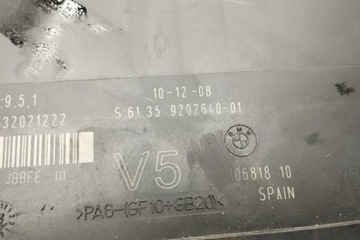 :9.5.1
10-12-08
32021222
S:61.35 9202640-01
BMW
JBBFE III
V5
06818 10
SPAIN
>PA6-(GF10+GB20)<